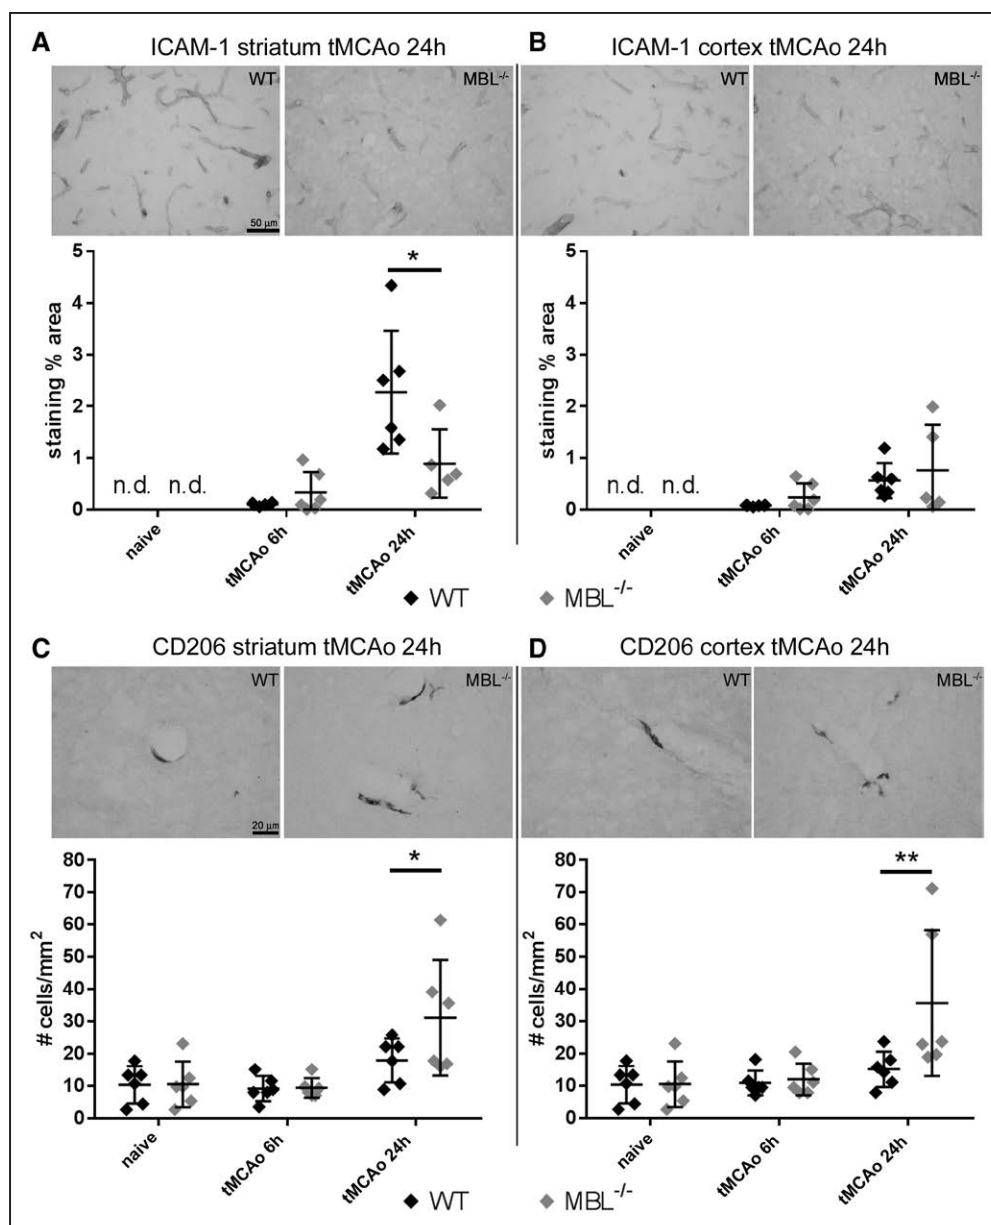 A ICAM-1 striatum tMCAo 24h
WT
MBL-/-
50 µm
5
4
3
2
1
0
staining % area
*
n.d. n.d.
naive
tMCAo 6h
tMCAo 24h
B ICAM-1 cortex tMCAo 24h
WT
MBL-/-
5
4
3
2
1
0
staining % area
n.d. n.d.
naive
tMCAo 6h
tMCAo 24h
WT MBL-/-
C CD206 striatum tMCAo 24h
WT
MBL-/-
20 µm
80
70
60
50
40
30
20
10
0
# cells/mm2
*
naive
tMCAo 6h
tMCAo 24h
D CD206 cortex tMCAo 24h
WT
MBL-/-
80
70
60
50
40
30
20
10
0
# cells/mm2
**
naive
tMCAo 6h
tMCAo 24h
WT MBL-/-